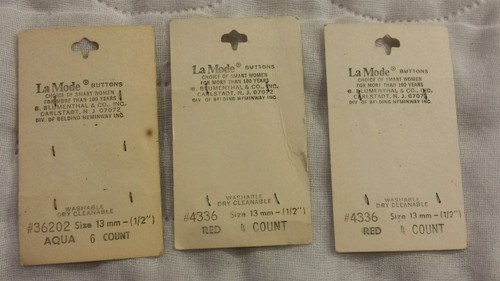 La Mode® BUTTONS
CHOICE OF SMART WOMEN
FOR MORE THAN 100 YEARS
B. BLUMENTHAL & CO., INC.
CARLSTADT, N. J. 07072
DIV. OF BELDING HEMINWAY INC.
WASHABLE
DRY CLEANABLE
#36202 Size 13 mm—(1/2")
AQUA 6 COUNT
La Mode® BUTTONS
CHOICE OF SMART WOMEN
FOR MORE THAN 100 YEARS
B. BLUMENTHAL & CO., INC.
CARLSTADT, N. J. 07072
DIV. OF BELDING HEMINWAY INC.
WASHABLE
DRY CLEANABLE
#4336 Size 13 mm—(1/2")
RED 4 COUNT
La Mode® BUTTONS
CHOICE OF SMART WOMEN
FOR MORE THAN 100 YEARS
B. BLUMENTHAL & CO., INC.
CARLSTADT, N. J. 07072
DIV. OF BELDING HEMINWAY INC.
WASHABLE
DRY CLEANABLE
#4336 Size 13 mm—(1/2")
RED 4 COUNT